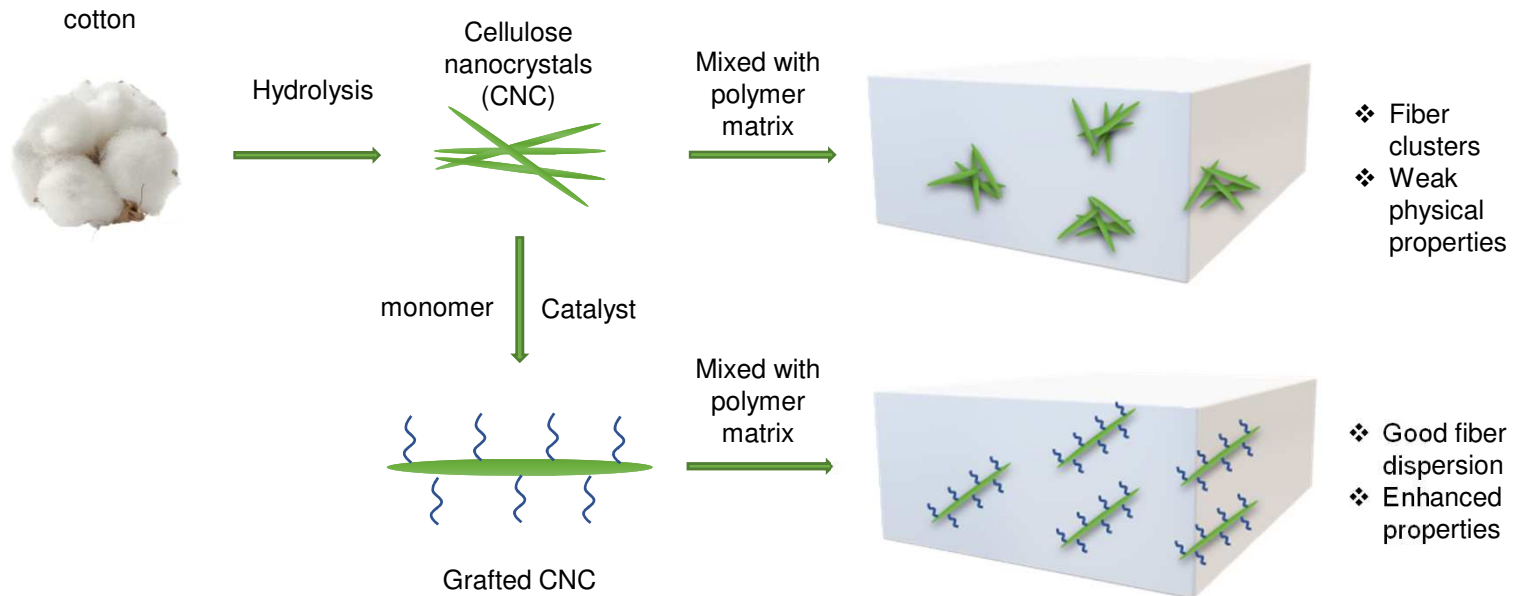 cotton
Hydrolysis
Cellulose
nanocrystals
(CNC)
Mixed with
polymer
matrix
❖ Fiber
clusters
❖ Weak
physical
properties
monomer
Catalyst
Mixed with
polymer
matrix
❖ Good fiber
dispersion
❖ Enhanced
properties
Grafted CNC